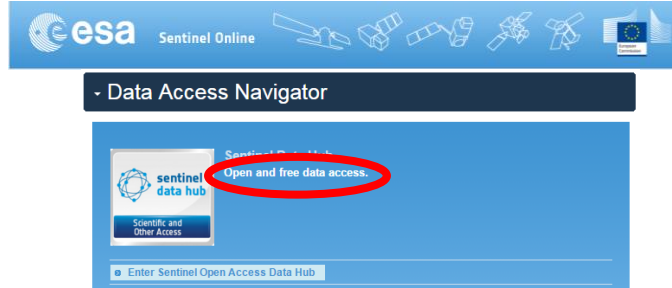 esa
Sentinel Online
European
Commission
Data Access Navigator
Sentinel Data Hub
Open and free data access.
sentinel
data hub
Scientific and
Other Access
Enter Sentinel Open Access Data Hub